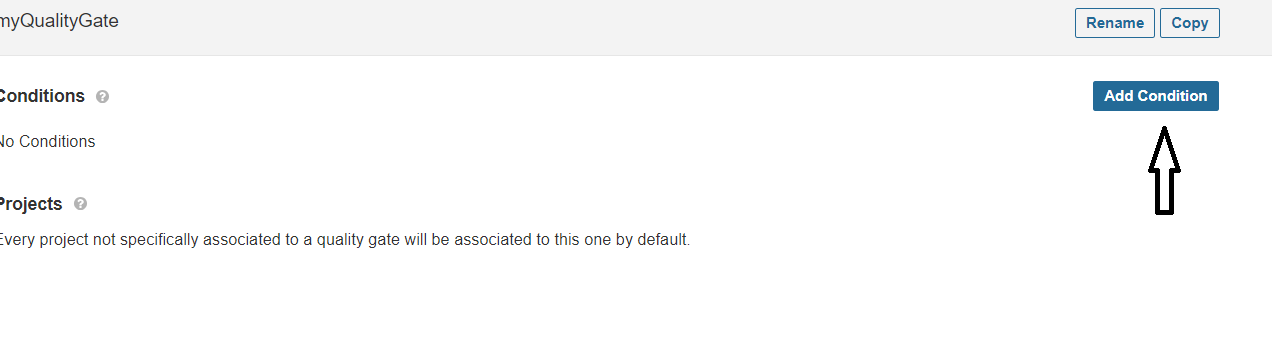 myQualityGate
Rename Copy
Conditions ?
Add Condition
No Conditions
Projects ?
Every project not specifically associated to a quality gate will be associated to this one by default.